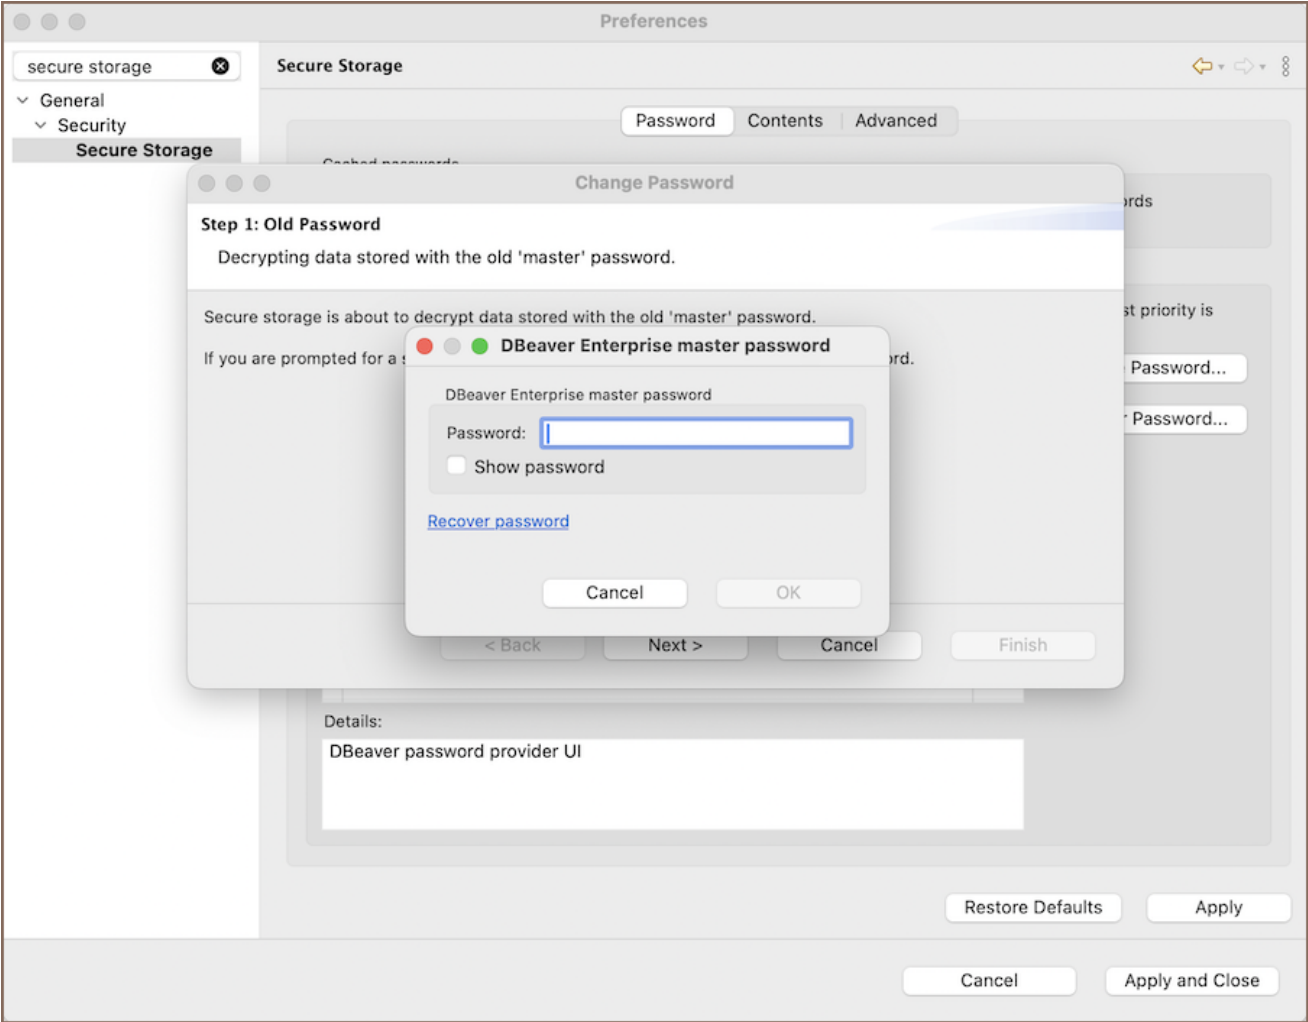 Preferences
secure storage
Secure Storage
General
Security
Secure Storage
Password
Contents
Advanced
Cached passwords
Change Password
Step 1: Old Password
Decrypting data stored with the old 'master' password.
Secure storage is about to decrypt data stored with the old 'master' password.
If you are prompted for a
st priority is
DBeaver Enterprise master password
DBeaver Enterprise master password
Password:
Show password
Recover password
Cancel
OK
Password...
Password...
< Back
Next >
Cancel
Finish
Details:
DBeaver password provider UI
Restore Defaults
Apply
Cancel
Apply and Close